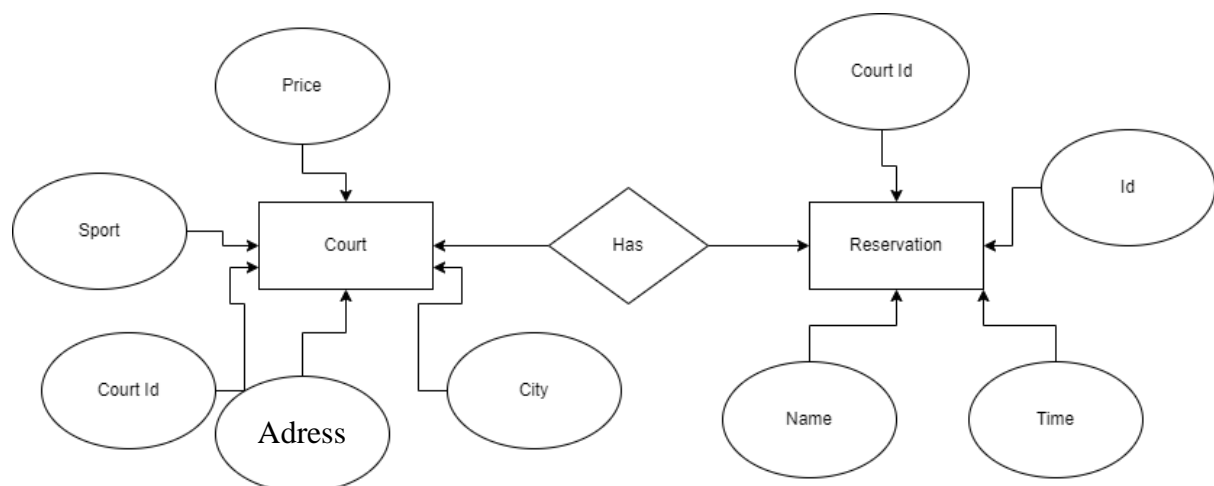 Price
Court Id
Sport
Court
Has
Reservation
Id
Court Id
Adress
City
Name
Time